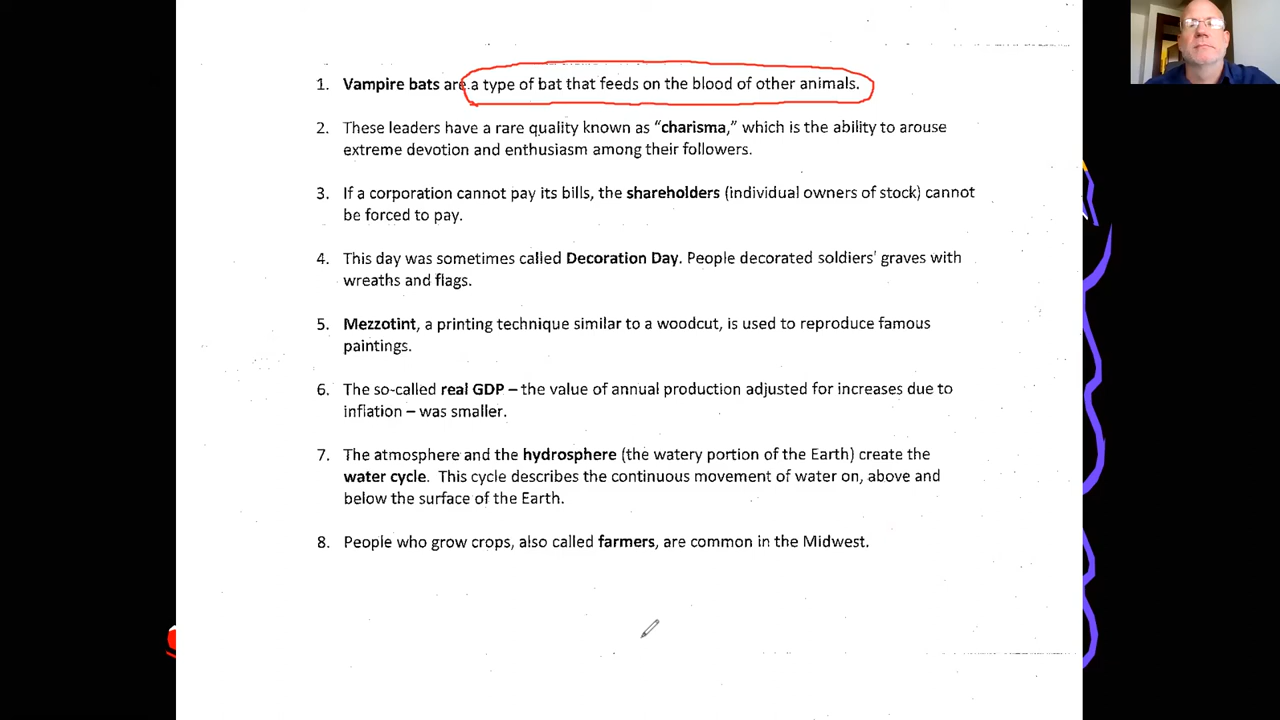 1. Vampire bats are a type of bat that feeds on the blood of other animals.
2. These leaders have a rare quality known as “charisma,” which is the ability to arouse
extreme devotion and enthusiasm among their followers.
3. If a corporation cannot pay its bills, the shareholders (individual owners of stock) cannot
be forced to pay.
4. This day was sometimes called Decoration Day. People decorated soldiers' graves with
wreaths and flags.
5. Mezzotint, a printing technique similar to a woodcut, is used to reproduce famous
paintings.
6. The so-called real GDP – the value of annual production adjusted for increases due to
inflation – was smaller.
7. The atmosphere and the hydrosphere (the watery portion of the Earth) create the
water cycle. This cycle describes the continuous movement of water on, above and
below the surface of the Earth.
8. People who grow crops, also called farmers, are common in the Midwest.